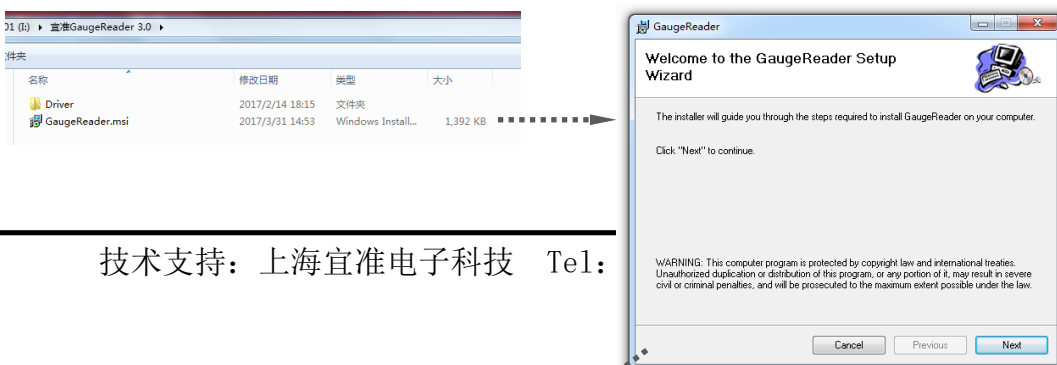 01 (I:) ▸ 宜准GaugeReader 3.0 ▸
件夹
名称 修改日期 类型 大小
Driver 2017/2/14 18:15 文件夹
GaugeReader.msi 2017/3/31 14:53 Windows Install... 1,392 KB
技术支持：上海宜准电子科技 Tel：
GaugeReader
Welcome to the GaugeReader Setup
Wizard
The installer will guide you through the steps required to install GaugeReader on your computer.
Click "Next" to continue.
WARNING: This computer program is protected by copyright law and international treaties.
Unauthorized duplication or distribution of this program, or any portion of it, may result in severe
civil or criminal penalties, and will be prosecuted to the maximum extent possible under the law.
Cancel Previous Next